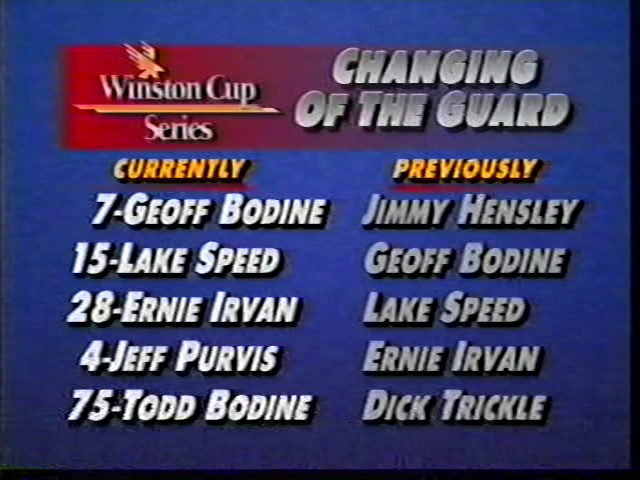 Winston Cup
Series
CHANGING
OF THE GUARD
CURRENTLY PREVIOUSLY
7-GEOFF BODINE JIMMY HENSLEY
15-LAKE SPEED GEOFF BODINE
28-ERNIE IRVAN LAKE SPEED
4-JEFF PURVIS ERNIE IRVAN
75-TODD BODINE DICK TRICKLE